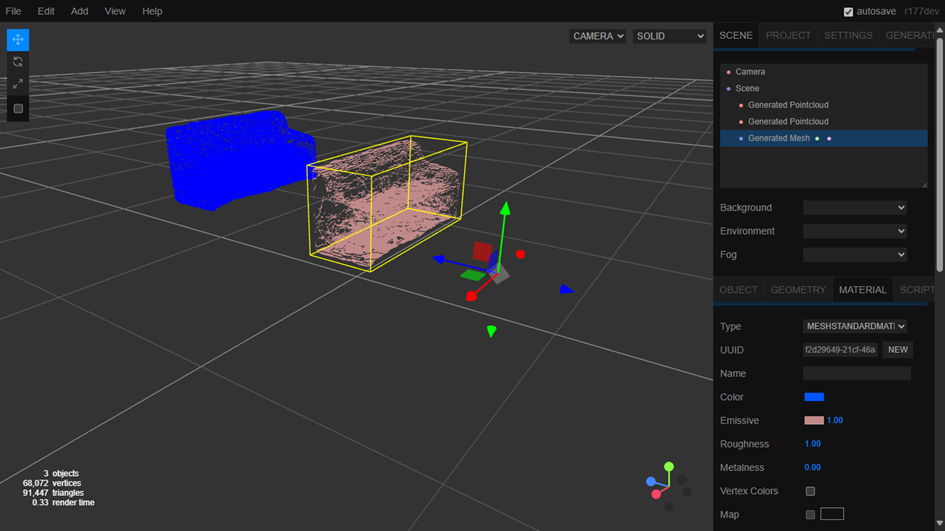 File Edit Add View Help autosave r177dev
CAMERA SOLID
SCENE PROJECT SETTINGS GENERATI
Camera
Scene
Generated Pointcloud
Generated Pointcloud
Generated Mesh
Background
Environment
Fog
OBJECT GEOMETRY MATERIAL SCRIPT
Type MESHSTANDARDMATI
UUID f2d29649-21cf-46a NEW
Name
Color
Emissive 1.00
Roughness 1.00
Metalness 0.00
Vertex Colors
Map
3 objects
68,072 vertices
91,447 triangles
0.33 render time